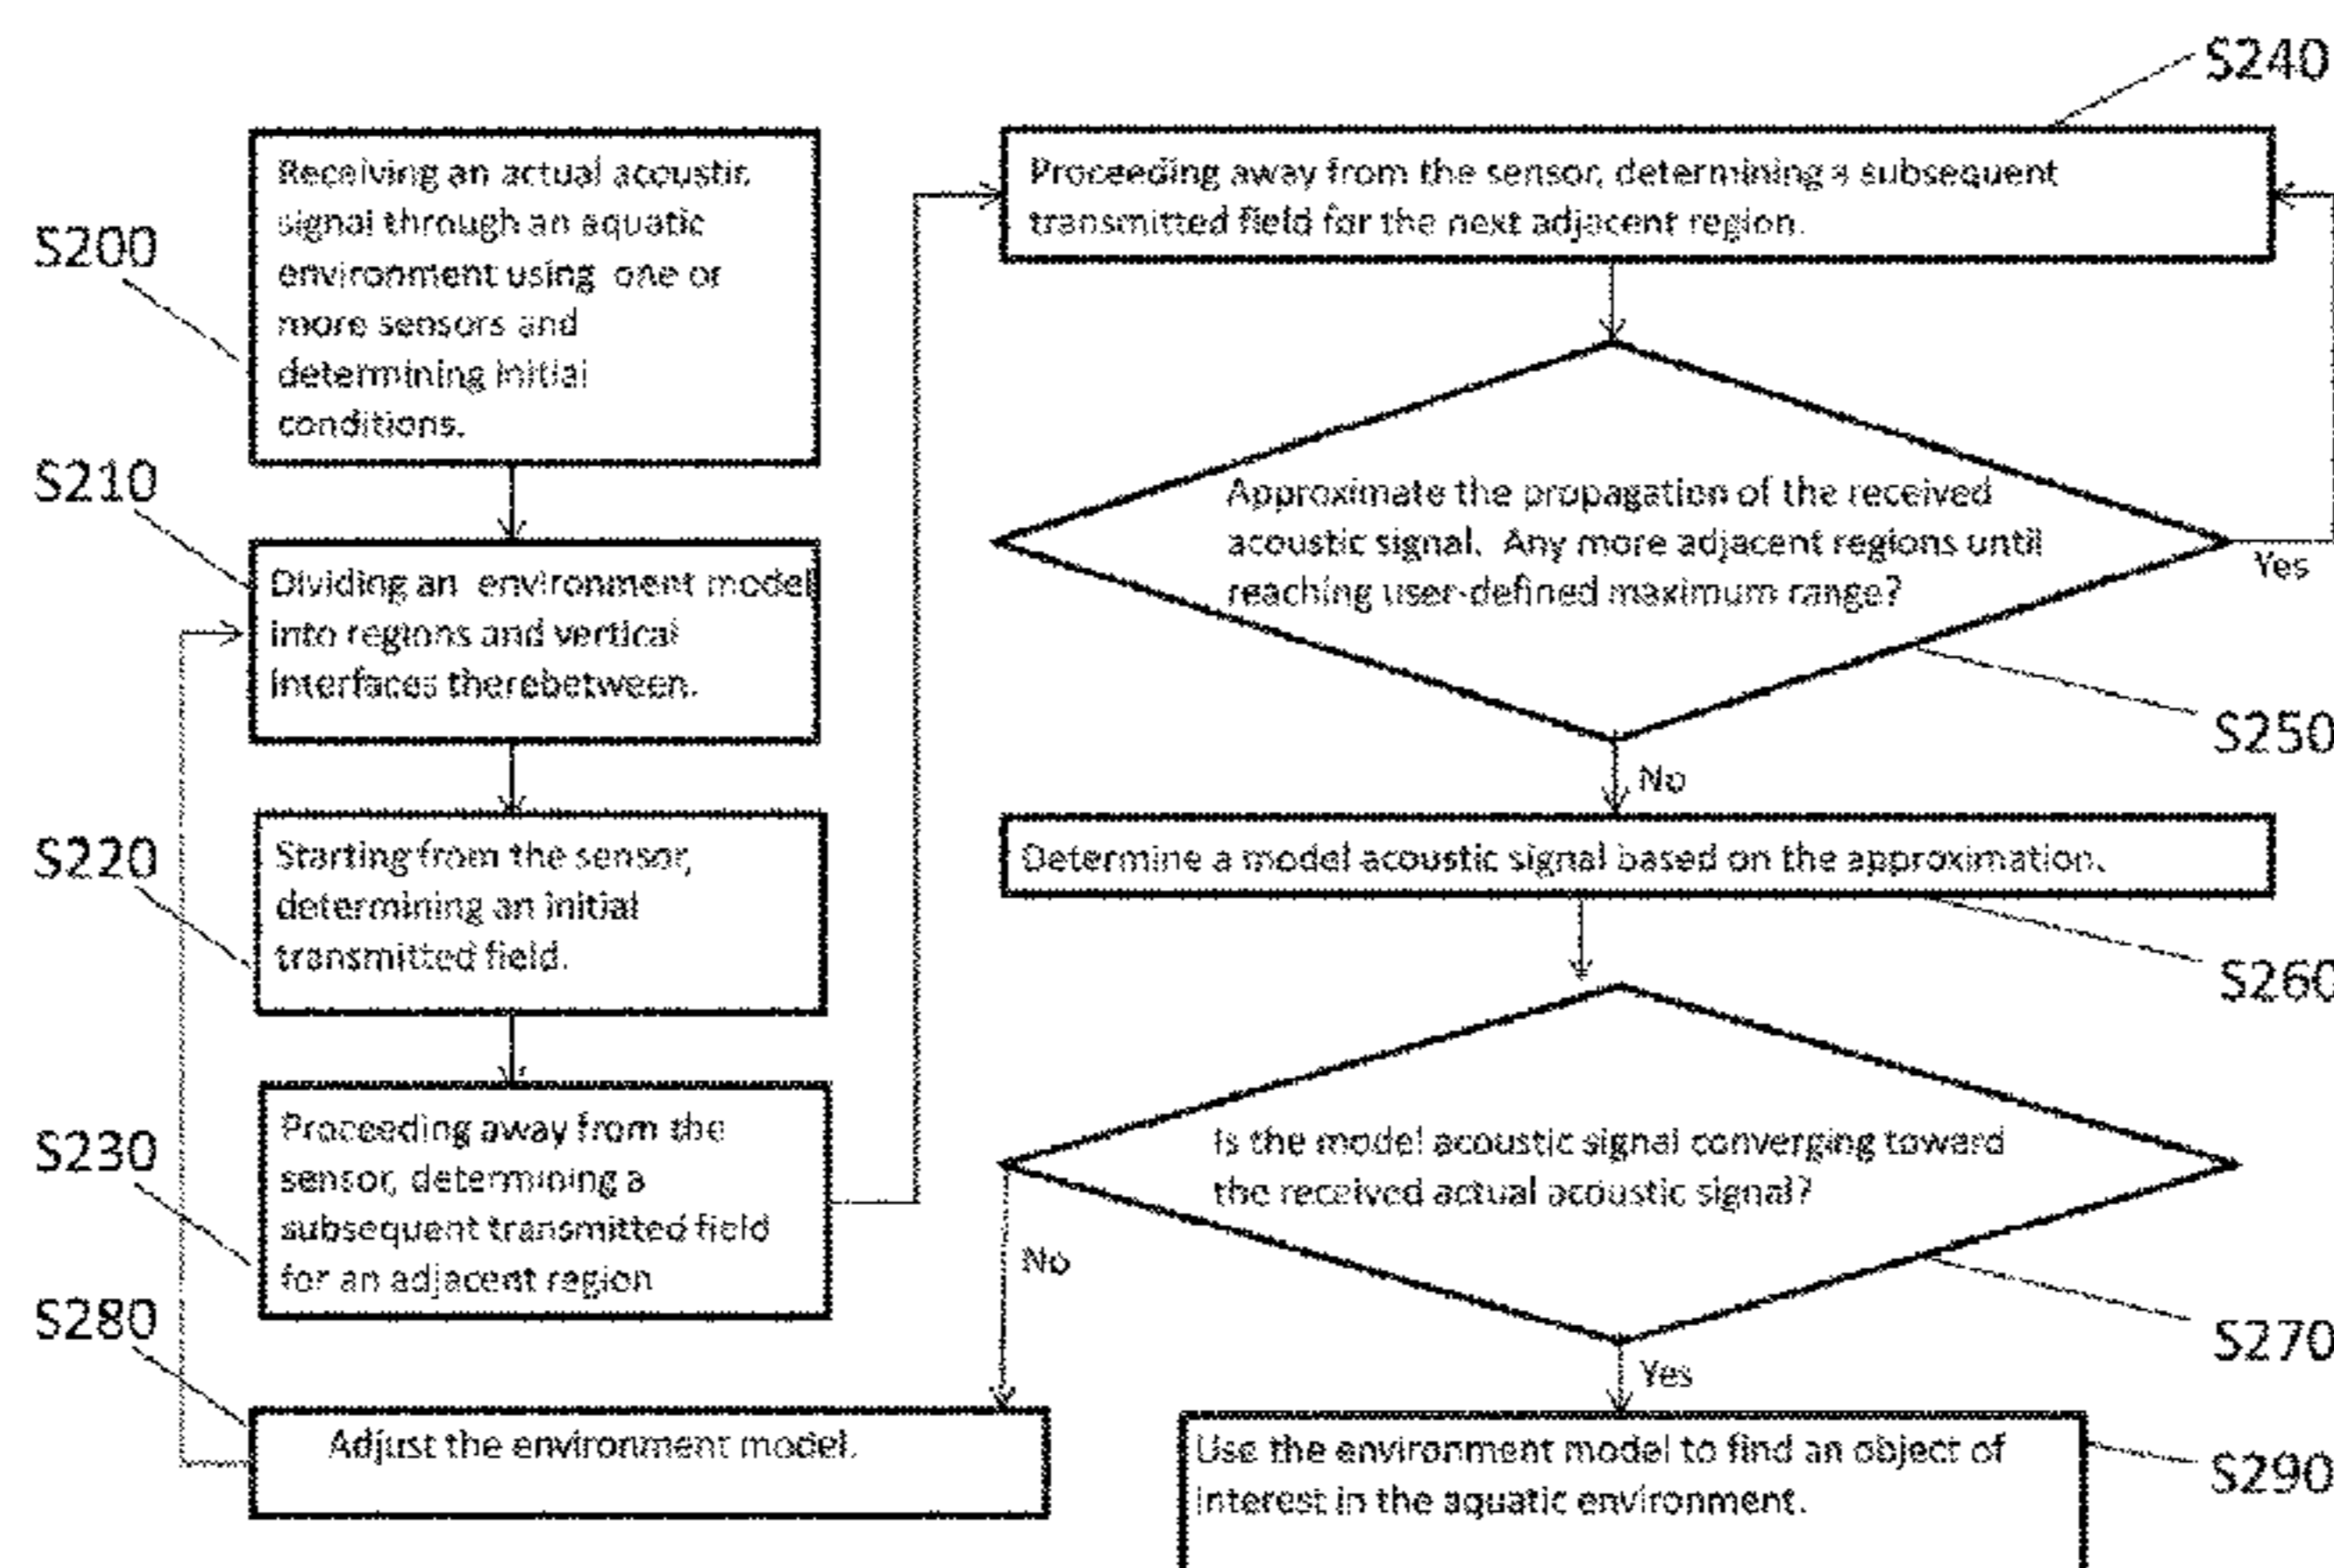 S200
Receiving an actual acoustic
signal through an aquatic
environment using one or
more sensors and
determining initial
conditions.
S210
Dividing an environment model
into regions and vertical
interfaces therebetween.
S220
Starting from the sensor,
determining an initial
transmitted field.
S230
Proceeding away from the
sensor, determining a
subsequent transmitted field
for an adjacent region
S280
Adjust the environment model.
S240
Proceeding away from the sensor, determining a subsequent
transmitted field for the next adjacent region.
Approximate the propagation of the received
acoustic signal. Any more adjacent regions until
reaching user-defined maximum range?
Yes
S250
No
Determine a model acoustic signal based on the approximation.
S260
Is the model acoustic signal converging toward
the received actual acoustic signal?
No
S270
Yes
Use the environment model to find an object of
interest in the aquatic environment.
S290